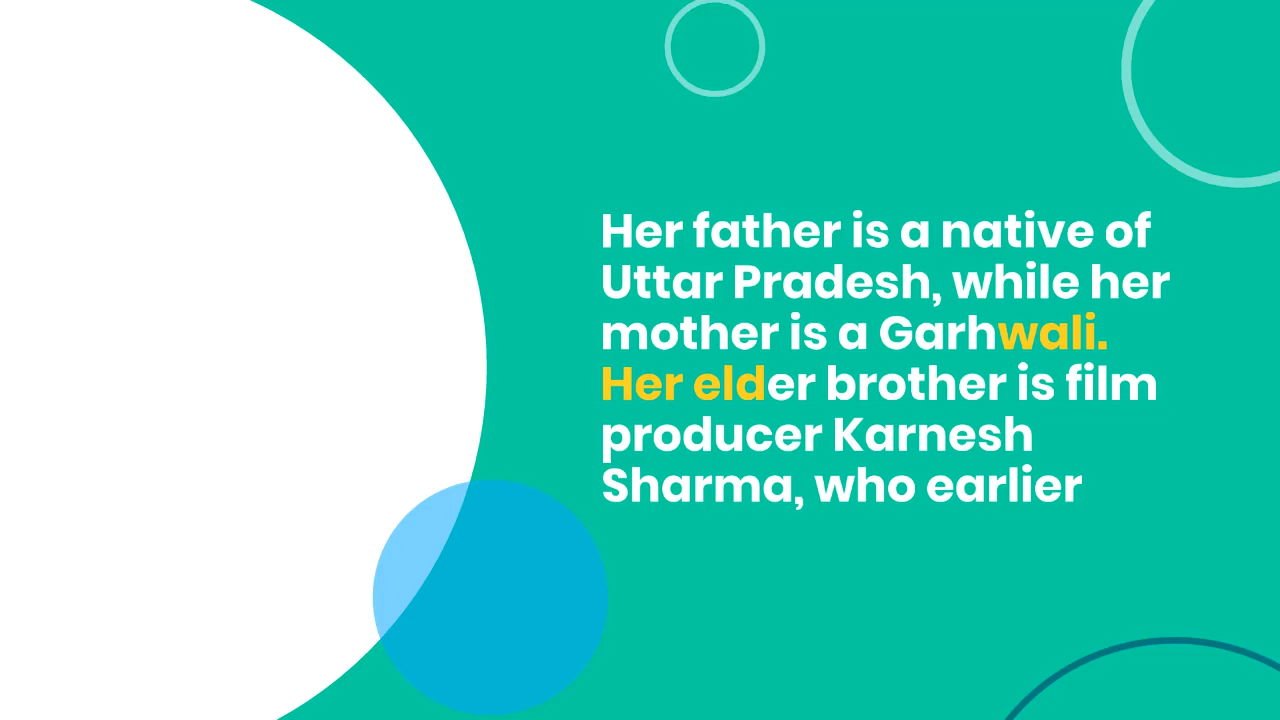 Her father is a native of
Uttar Pradesh, while her
mother is a Garhwali.
Her elder brother is film
producer Karnesh
Sharma, who earlier